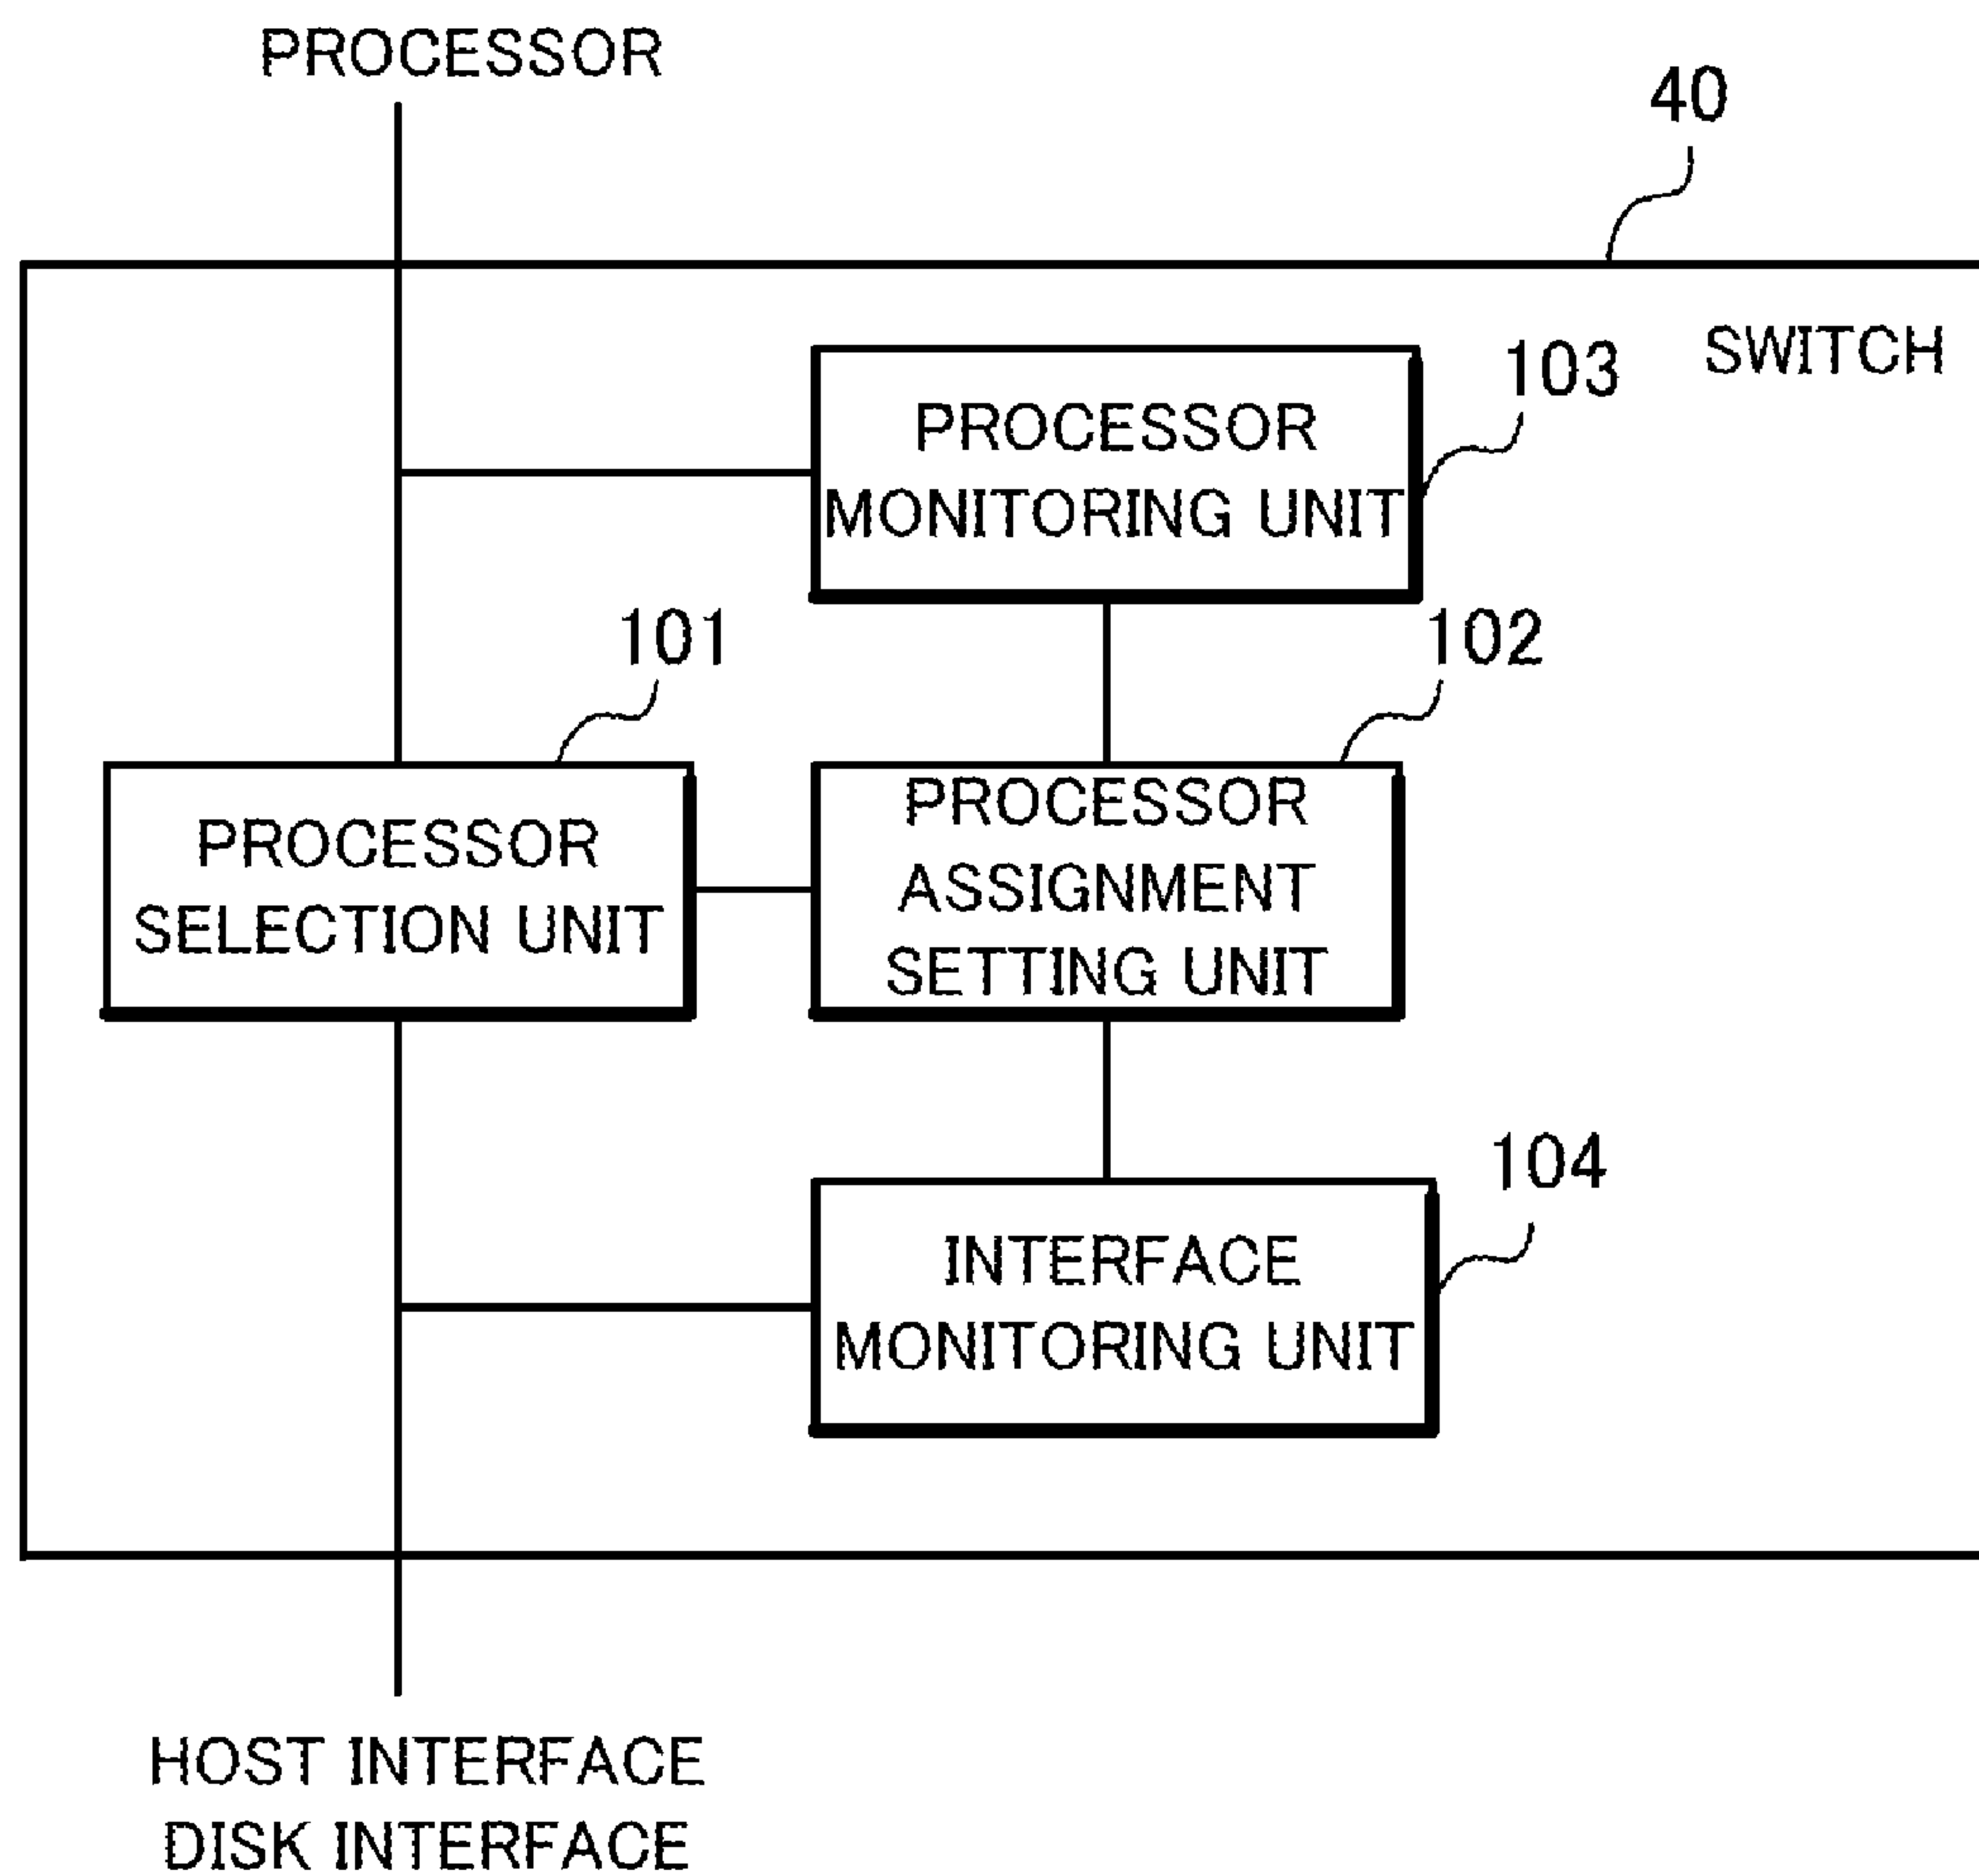 PROCESSOR
40
SWITCH
103
PROCESSOR
MONITORING UNIT
101
102
PROCESSOR
SELECTION UNIT
PROCESSOR
ASSIGNMENT
SETTING UNIT
104
INTERFACE
MONITORING UNIT
HOST INTERFACE
DISK INTERFACE